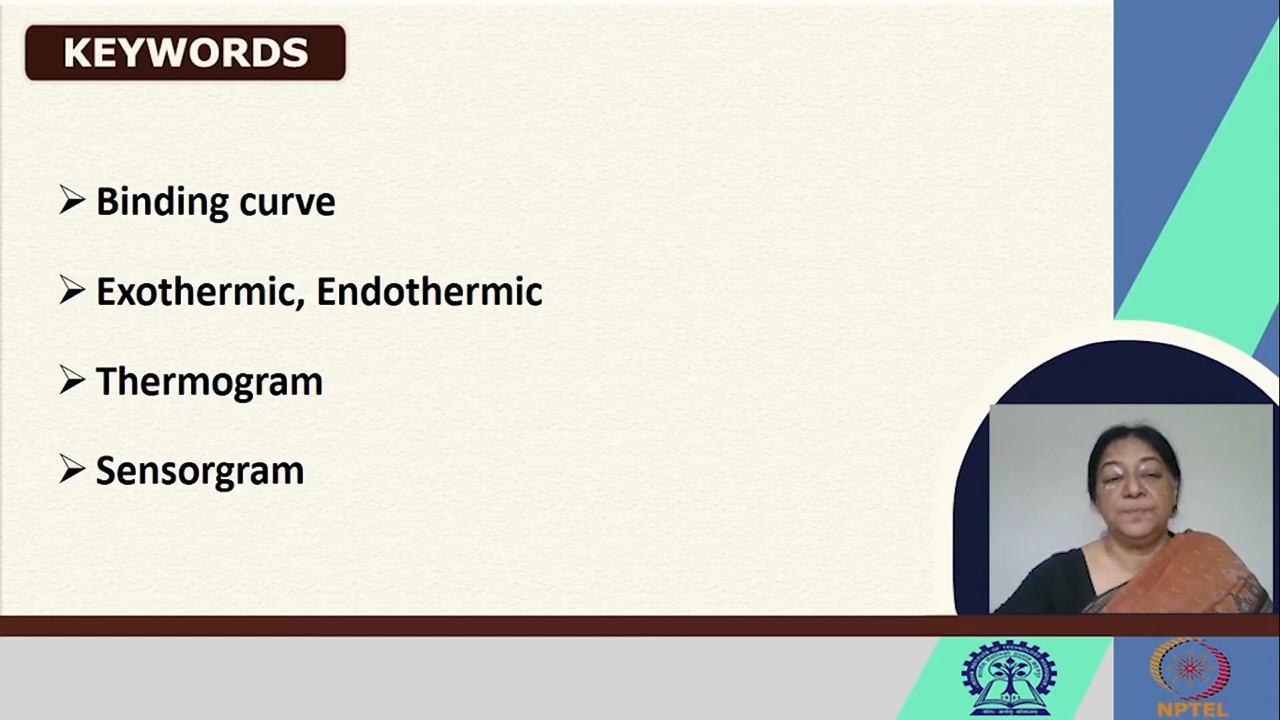 KEYWORDS
➢ Binding curve
➢ Exothermic, Endothermic
➢ Thermogram
➢ Sensorgram
NPTEL